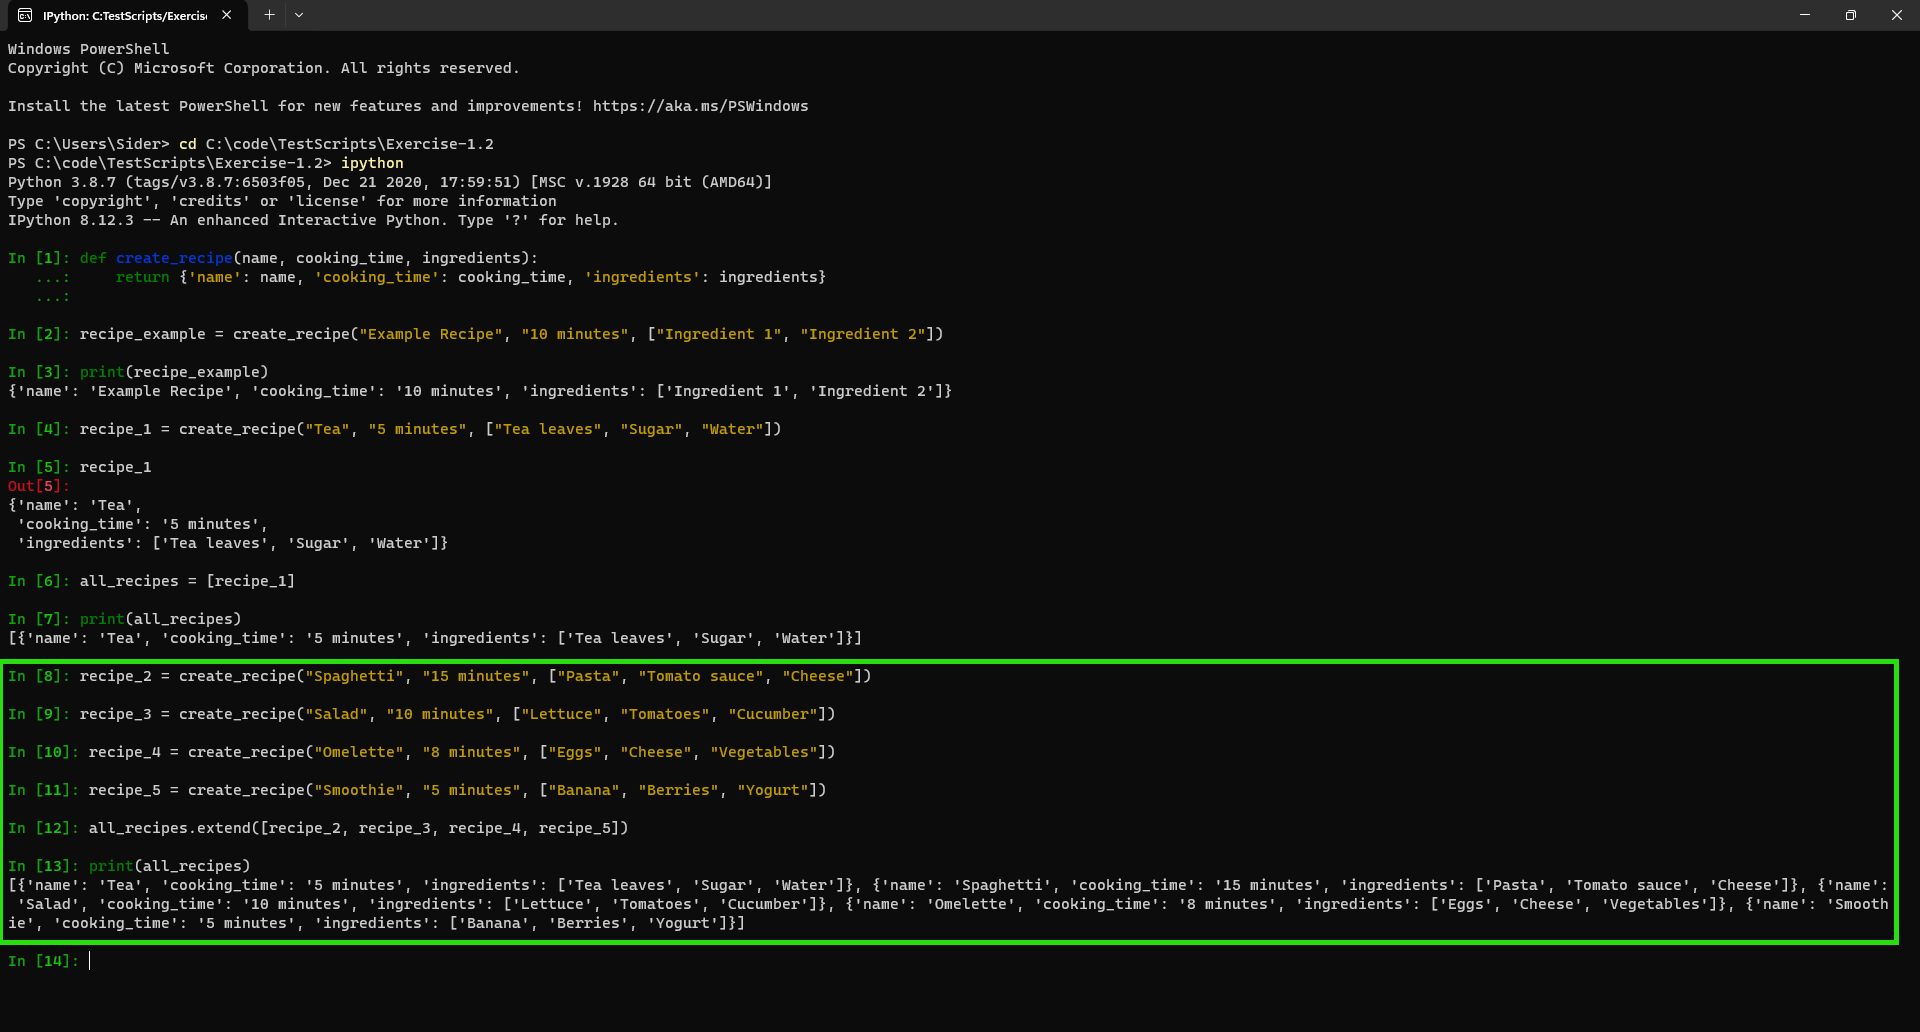 IPython: C:TestScripts/Exercis
Windows PowerShell
Copyright (C) Microsoft Corporation. All rights reserved.
Install the latest PowerShell for new features and improvements! https://aka.ms/PSWindows
PS C:\Users\Sider> cd C:\code\TestScripts\Exercise-1.2
PS C:\code\TestScripts\Exercise-1.2> ipython
Python 3.8.7 (tags/v3.8.7:6503f05, Dec 21 2020, 17:59:51) [MSC v.1928 64 bit (AMD64)]
Type 'copyright', 'credits' or 'license' for more information
IPython 8.12.3 -- An enhanced Interactive Python. Type '?' for help.
In [1]: def create_recipe(name, cooking_time, ingredients):
   ...:     return {'name': name, 'cooking_time': cooking_time, 'ingredients': ingredients}
   ...:
In [2]: recipe_example = create_recipe("Example Recipe", "10 minutes", ["Ingredient 1", "Ingredient 2"])
In [3]: print(recipe_example)
{'name': 'Example Recipe', 'cooking_time': '10 minutes', 'ingredients': ['Ingredient 1', 'Ingredient 2']}
In [4]: recipe_1 = create_recipe("Tea", "5 minutes", ["Tea leaves", "Sugar", "Water"])
In [5]: recipe_1
Out[5]:
{'name': 'Tea',
 'cooking_time': '5 minutes',
 'ingredients': ['Tea leaves', 'Sugar', 'Water']}
In [6]: all_recipes = [recipe_1]
In [7]: print(all_recipes)
[{'name': 'Tea', 'cooking_time': '5 minutes', 'ingredients': ['Tea leaves', 'Sugar', 'Water']}]
In [8]: recipe_2 = create_recipe("Spaghetti", "15 minutes", ["Pasta", "Tomato sauce", "Cheese"])
In [9]: recipe_3 = create_recipe("Salad", "10 minutes", ["Lettuce", "Tomatoes", "Cucumber"])
In [10]: recipe_4 = create_recipe("Omelette", "8 minutes", ["Eggs", "Cheese", "Vegetables"])
In [11]: recipe_5 = create_recipe("Smoothie", "5 minutes", ["Banana", "Berries", "Yogurt"])
In [12]: all_recipes.extend([recipe_2, recipe_3, recipe_4, recipe_5])
In [13]: print(all_recipes)
[{'name': 'Tea', 'cooking_time': '5 minutes', 'ingredients': ['Tea leaves', 'Sugar', 'Water']}, {'name': 'Spaghetti', 'cooking_time': '15 minutes', 'ingredients': ['Pasta', 'Tomato sauce', 'Cheese']}, {'name':
 'Salad', 'cooking_time': '10 minutes', 'ingredients': ['Lettuce', 'Tomatoes', 'Cucumber']}, {'name': 'Omelette', 'cooking_time': '8 minutes', 'ingredients': ['Eggs', 'Cheese', 'Vegetables']}, {'name': 'Smooth
ie', 'cooking_time': '5 minutes', 'ingredients': ['Banana', 'Berries', 'Yogurt']}]
In [14]: